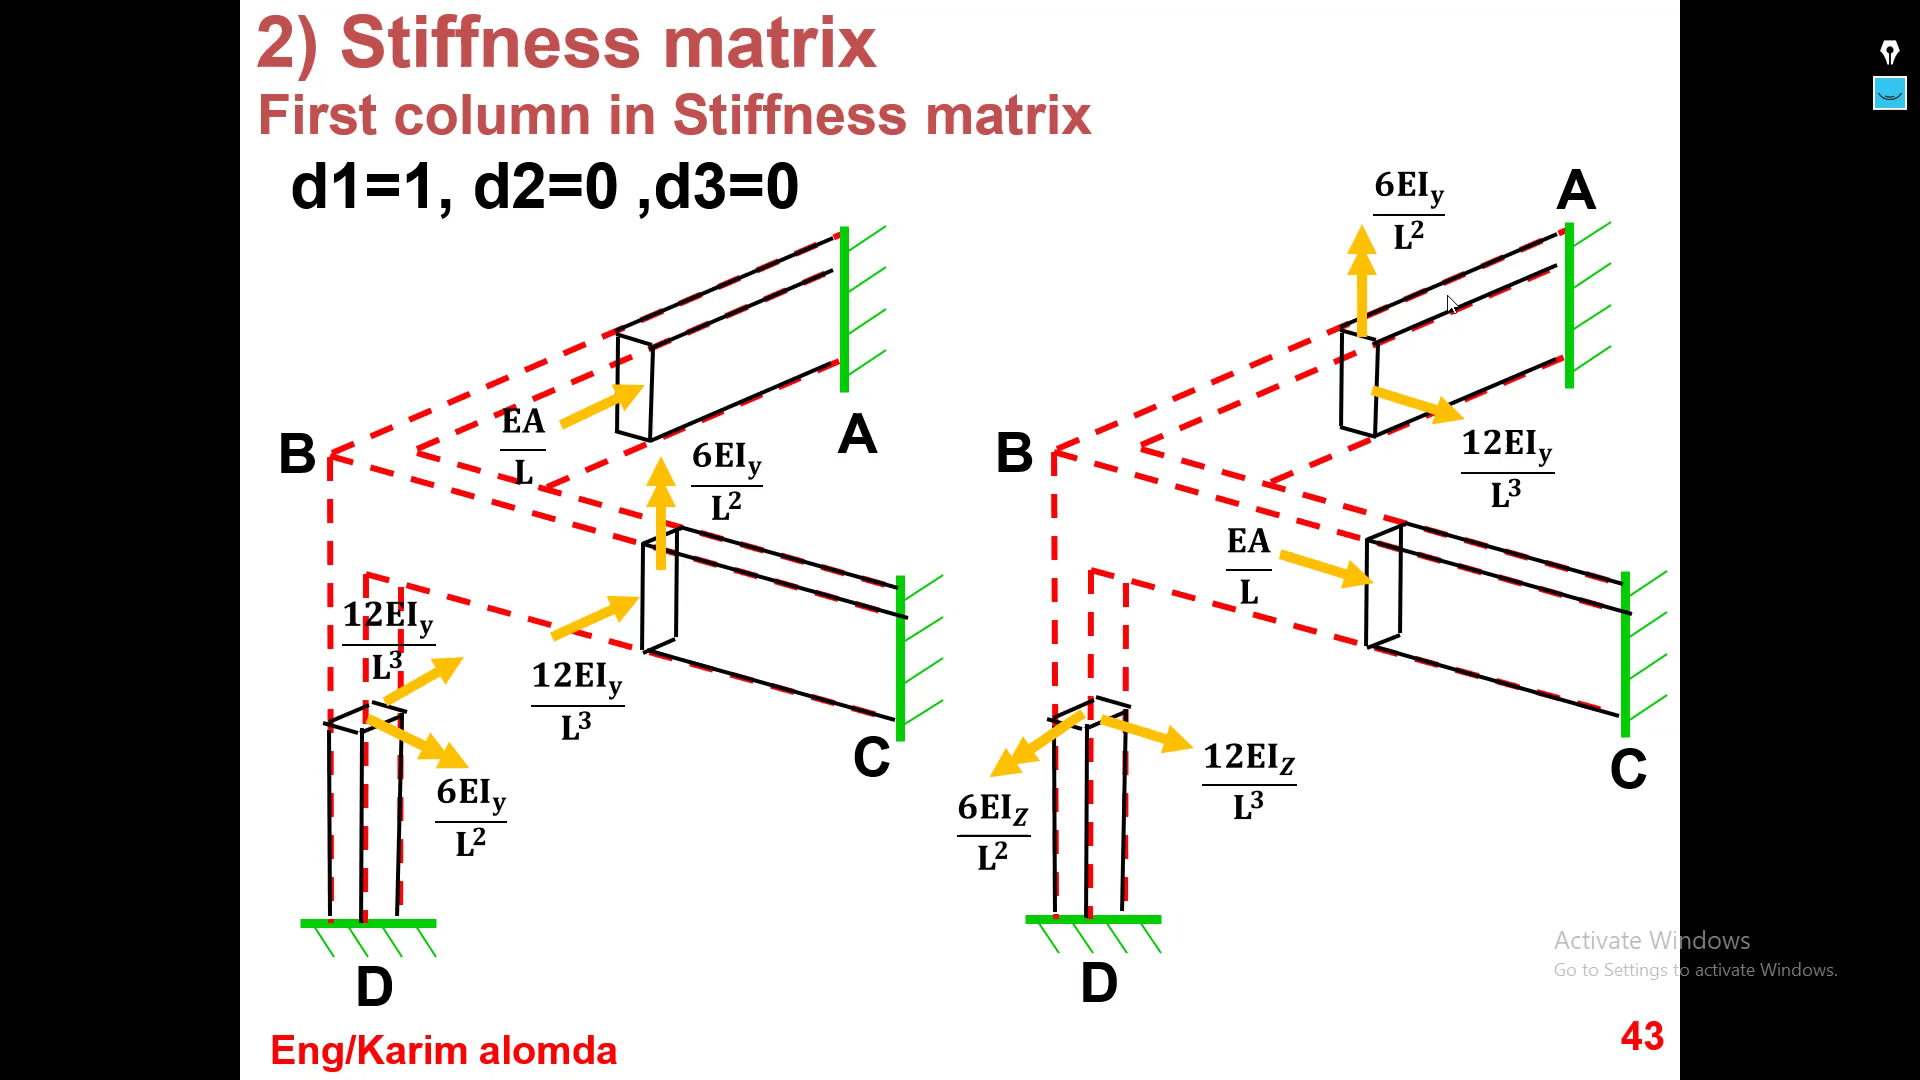 2) Stiffness matrix
First column in Stiffness matrix
d1=1, d2=0 ,d3=0
6EIy
L²
A
EA
L
A
B
6EIy
L²
12EIy
L³
12EIy
L³
C
6EIy
L²
D
B
12EIy
L³
EA
L
12EIZ
L³
6EIZ
L²
C
D
Activate Windows
Go to Settings to activate Windows.
Eng/Karim alomda
43